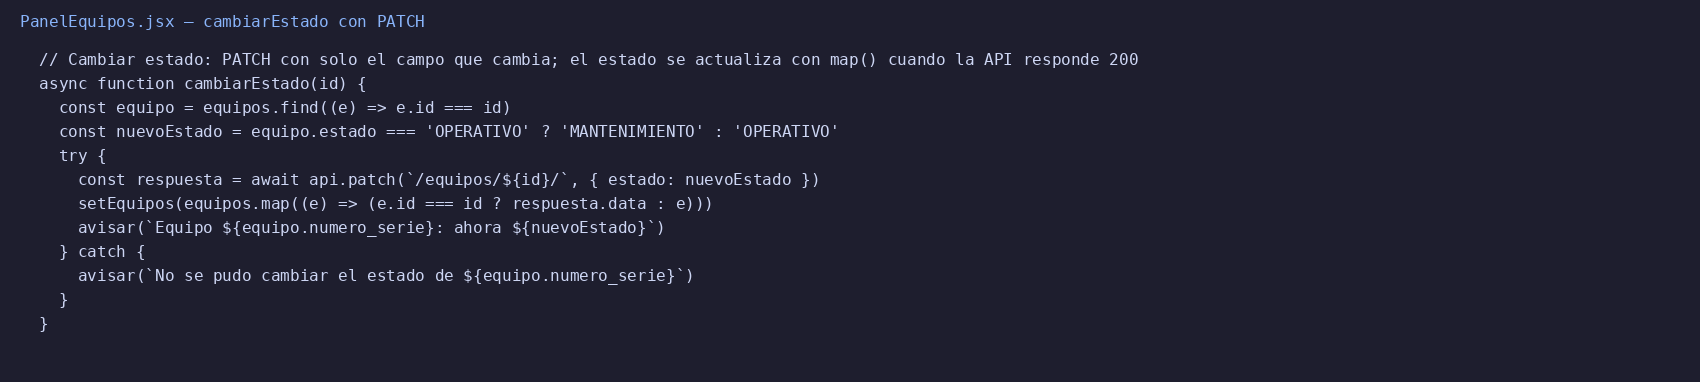 PanelEquipos.jsx — cambiarEstado con PATCH
// Cambiar estado: PATCH con solo el campo que cambia; el estado se actualiza con map() cuando la API responde 200
async function cambiarEstado(id) {
const equipo = equipos.find((e) => e.id === id)
const nuevoEstado = equipo.estado === 'OPERATIVO' ? 'MANTENIMIENTO' : 'OPERATIVO'
try {
const respuesta = await api.patch(`/equipos/${id}/`, { estado: nuevoEstado })
setEquipos(equipos.map((e) => (e.id === id ? respuesta.data : e)))
avisar(`Equipo ${equipo.numero_serie}: ahora ${nuevoEstado}`)
} catch {
avisar(`No se pudo cambiar el estado de ${equipo.numero_serie}`)
}
}